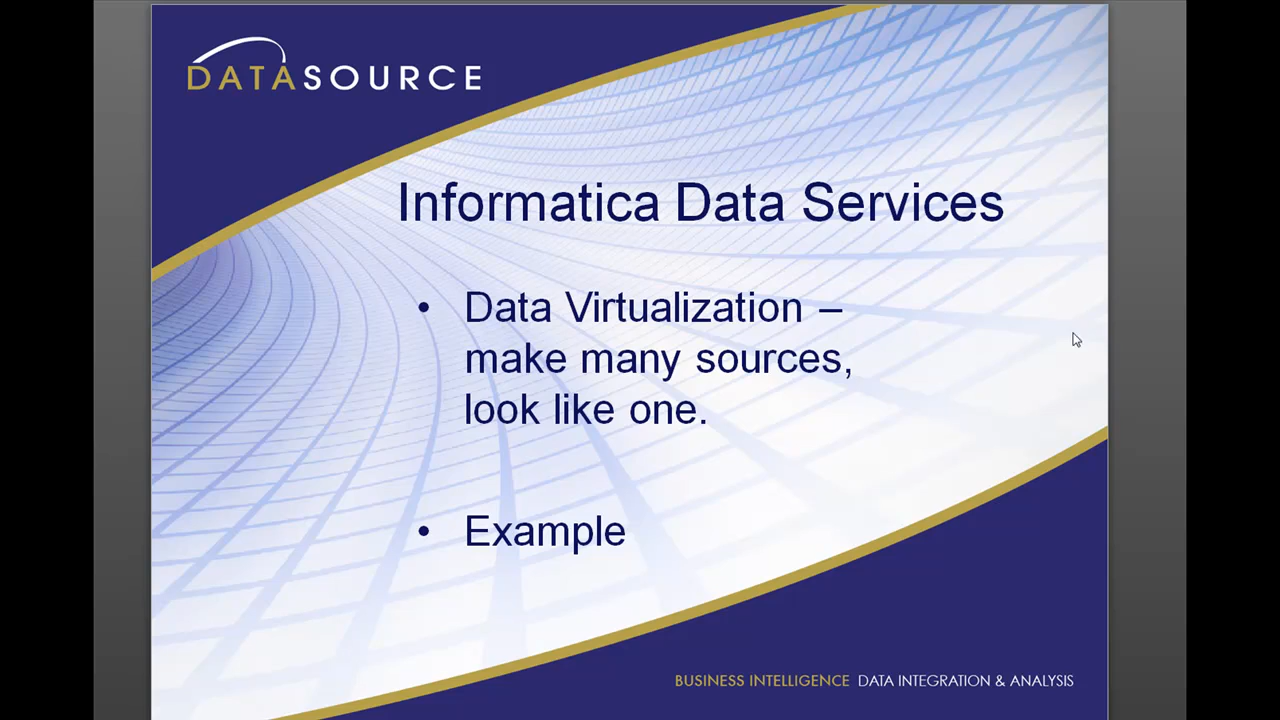 DATASOURCE
Informatica Data Services
• Data Virtualization –
make many sources,
look like one.
• Example
BUSINESS INTELLIGENCE DATA INTEGRATION & ANALYSIS